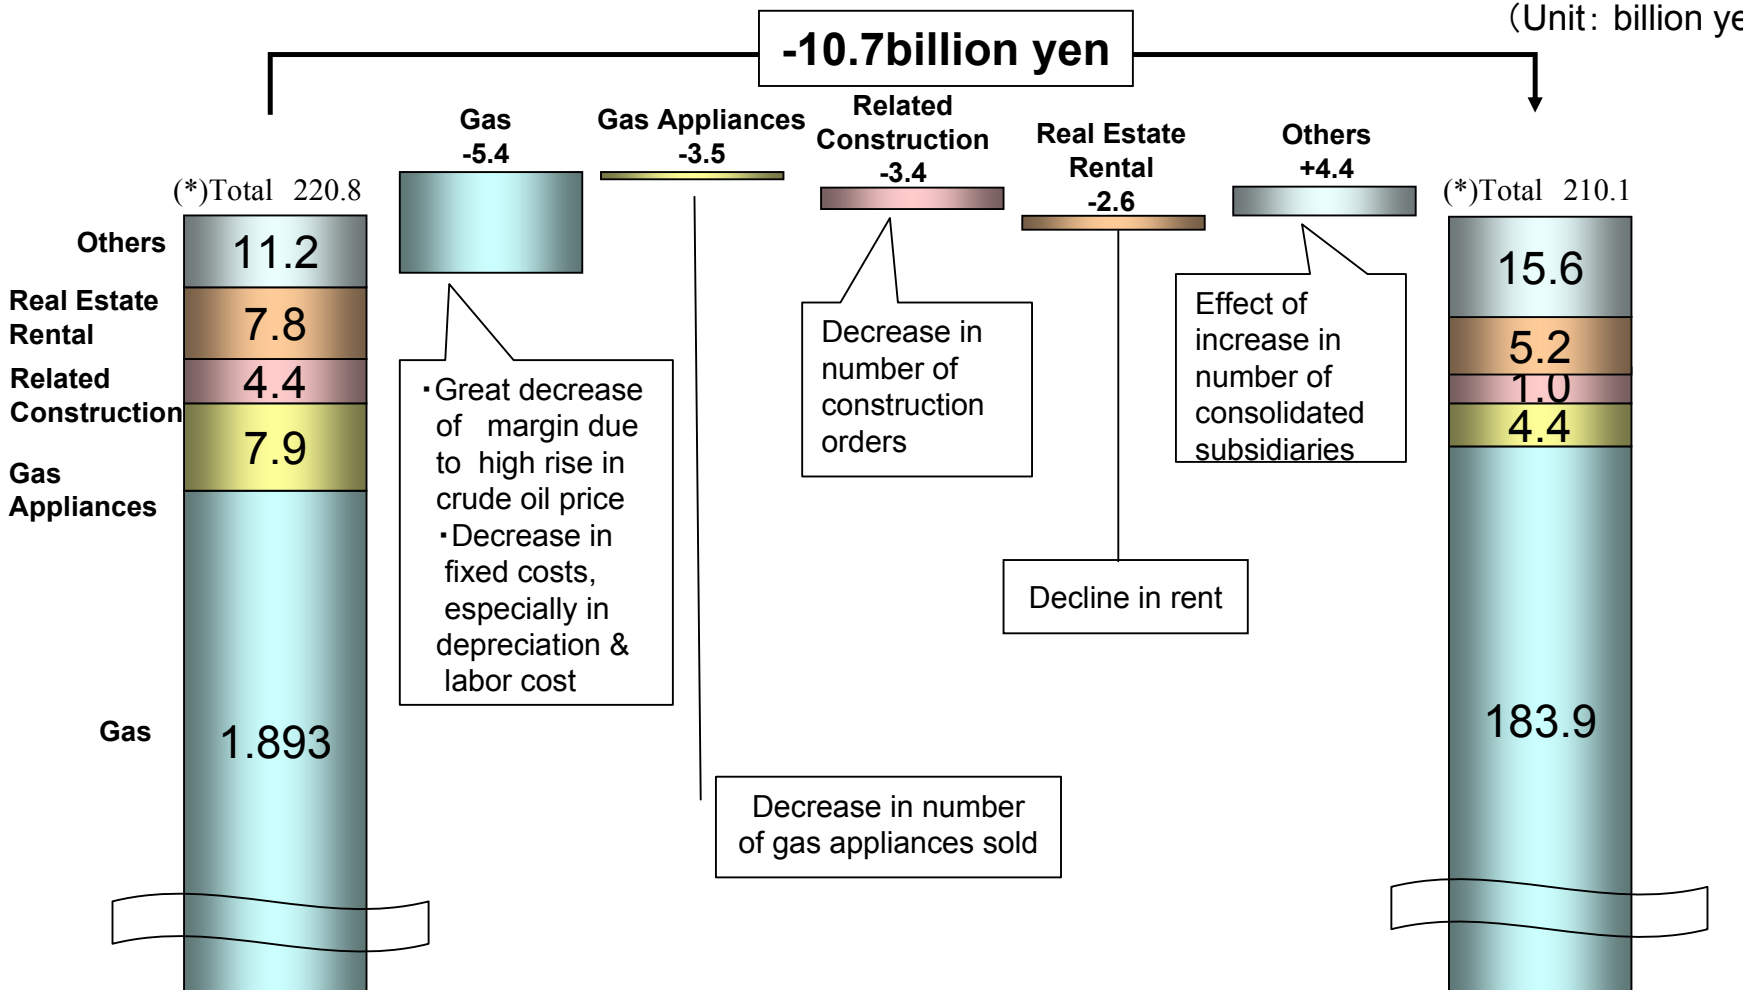 （Unit： billion ye
-10.7billion yen
Gas
-5.4
Gas Appliances
-3.5
Related
Construction
-3.4
Real Estate
Rental
-2.6
Others
+4.4
(*)Total 220.8
(*)Total 210.1
Others
11.2
Real Estate
Rental
7.8
Related
Construction
4.4
7.9
Gas
Appliances
Gas
1.893
・Great decrease
of margin due
to high rise in
crude oil price
・Decrease in
fixed costs,
especially in
depreciation &
labor cost
Decrease in number
of gas appliances sold
Decrease in
number of
construction
orders
Decline in rent
Effect of
increase in
number of
consolidated
subsidiaries
15.6
5.2
1.0
4.4
183.9